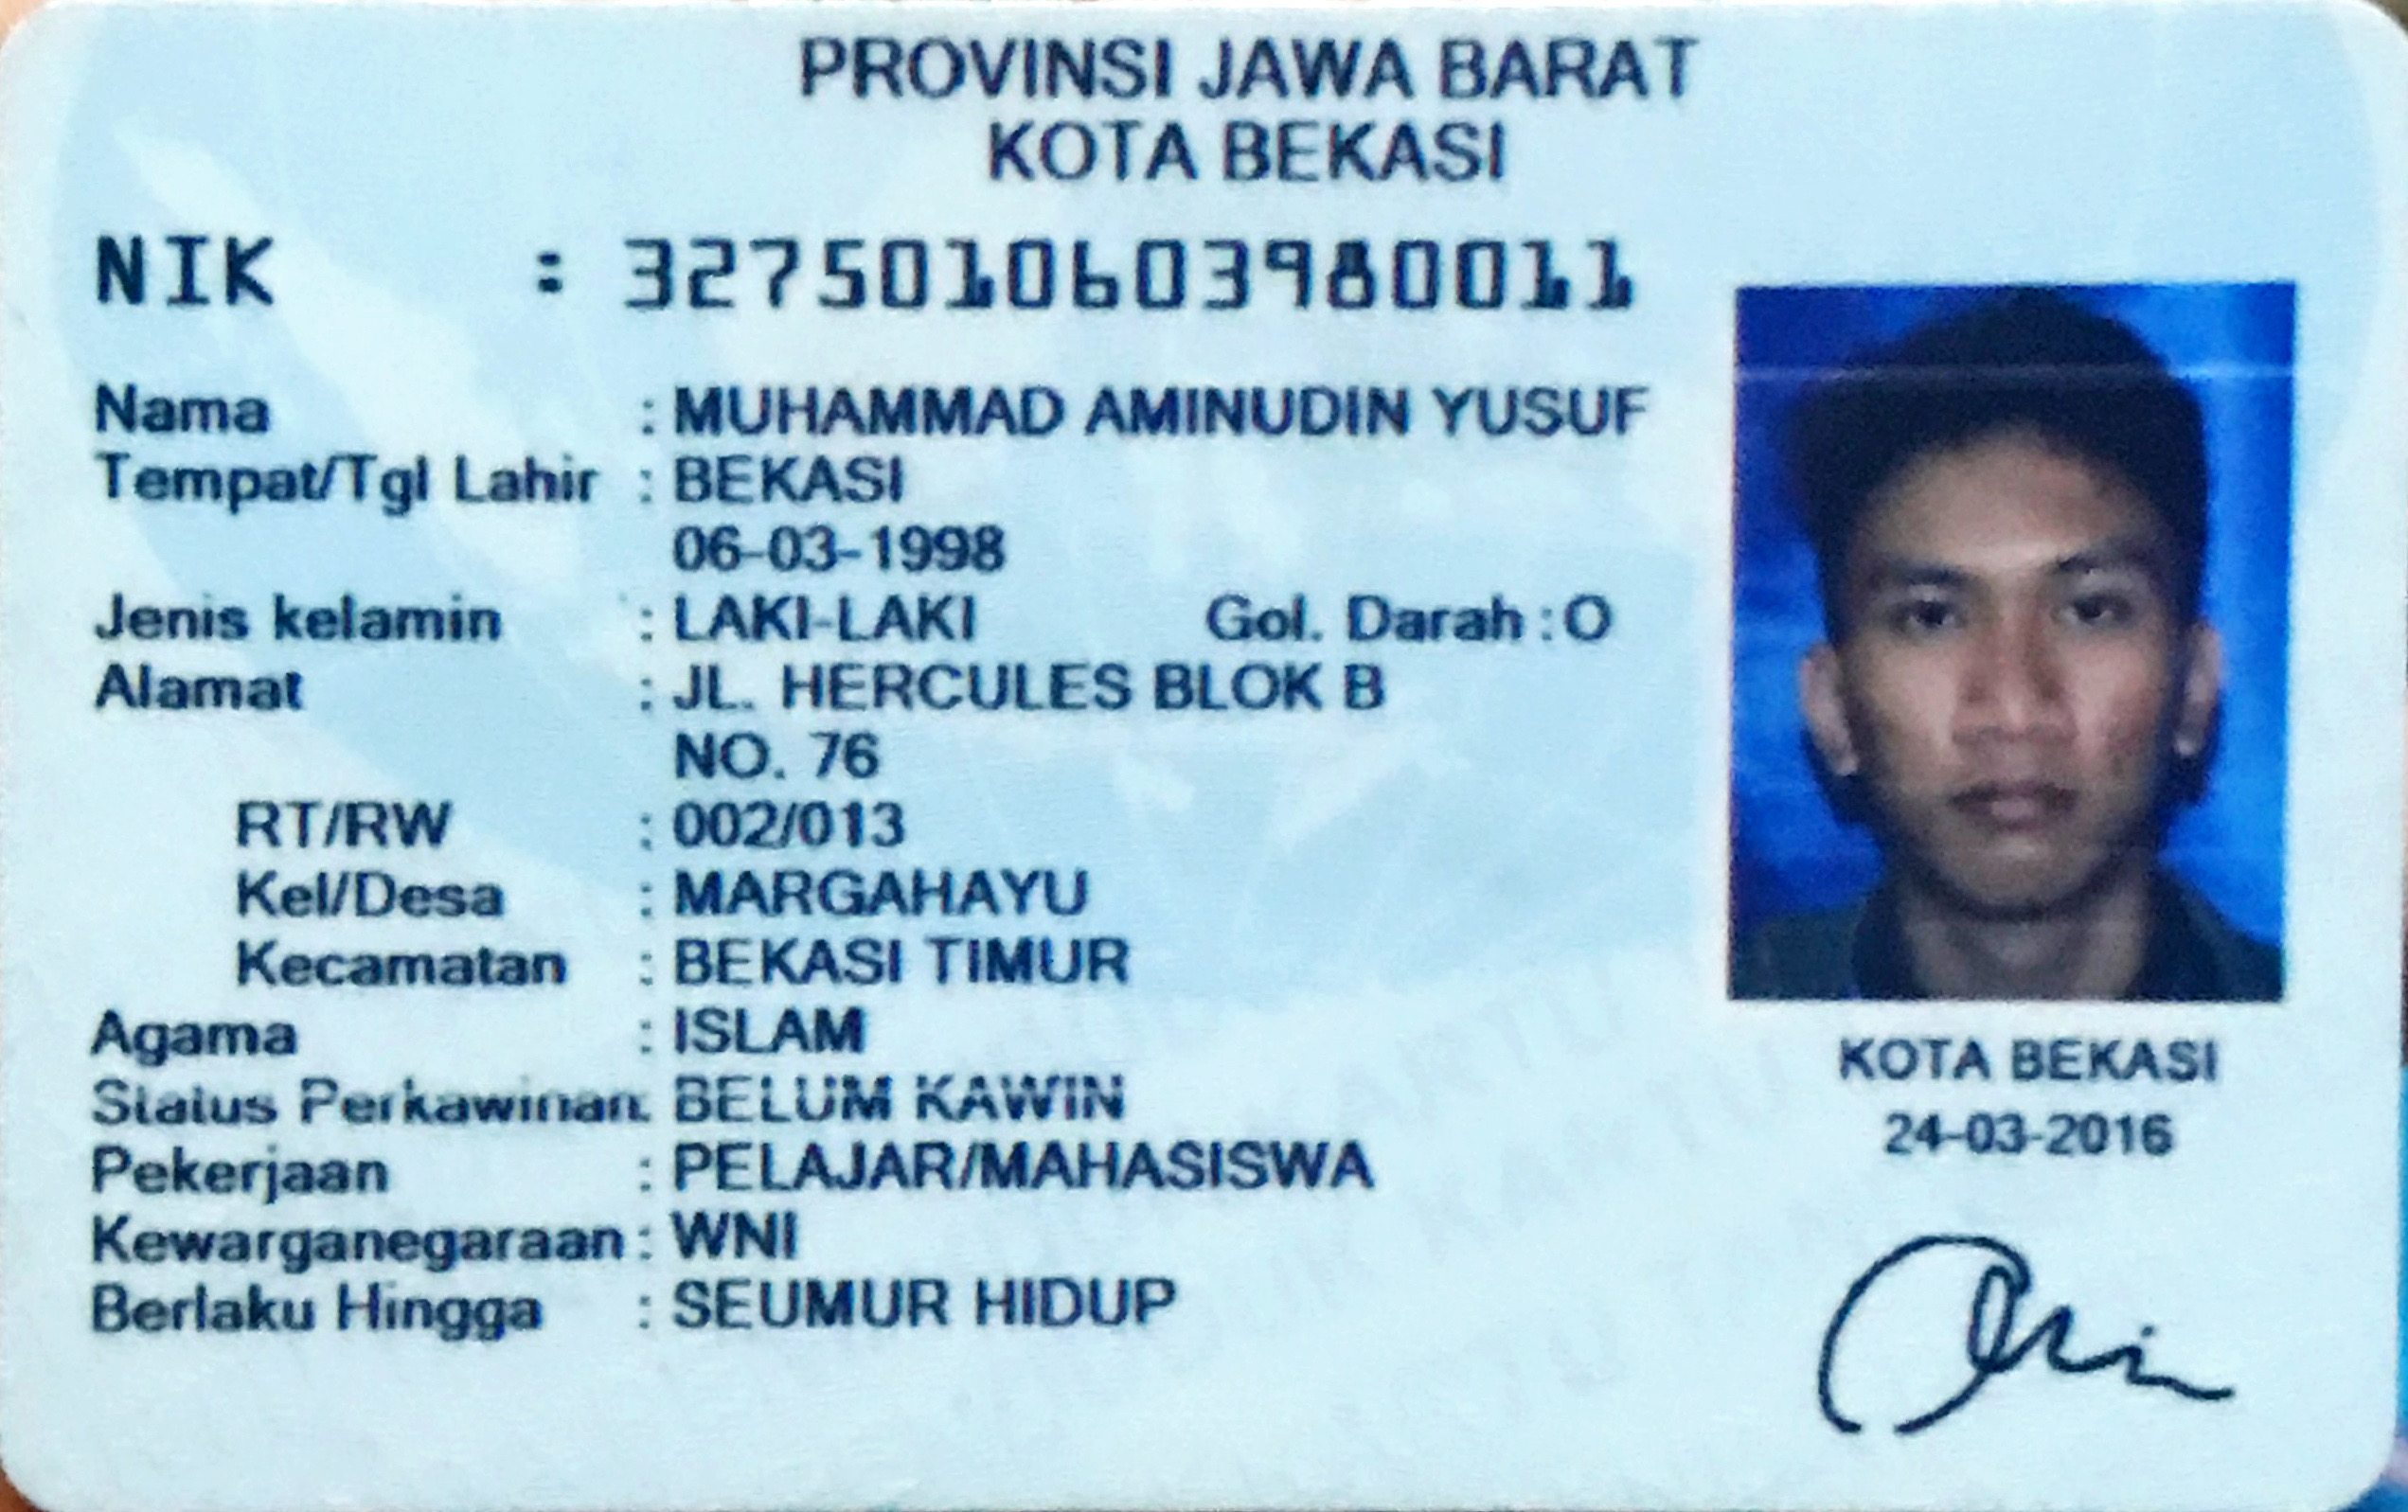 PROVINSI JAWA BARAT
KOTA BEKASI
NIK : 3275010603980011
Nama : MUHAMMAD AMINUDIN YUSUF
Tempat/Tgl Lahir : BEKASI
06-03-1998
Jenis kelamin : LAKI-LAKI Gol. Darah : O
Alamat : JL. HERCULES BLOK B
NO. 76
RT/RW : 002/013
Kel/Desa : MARGAHAYU
Kecamatan : BEKASI TIMUR
Agama : ISLAM
Status Perkawinan: BELUM KAWIN
Pekerjaan : PELAJAR/MAHASISWA
Kewarganegaraan : WNI
Berlaku Hingga : SEUMUR HIDUP
KOTA BEKASI
24-03-2016